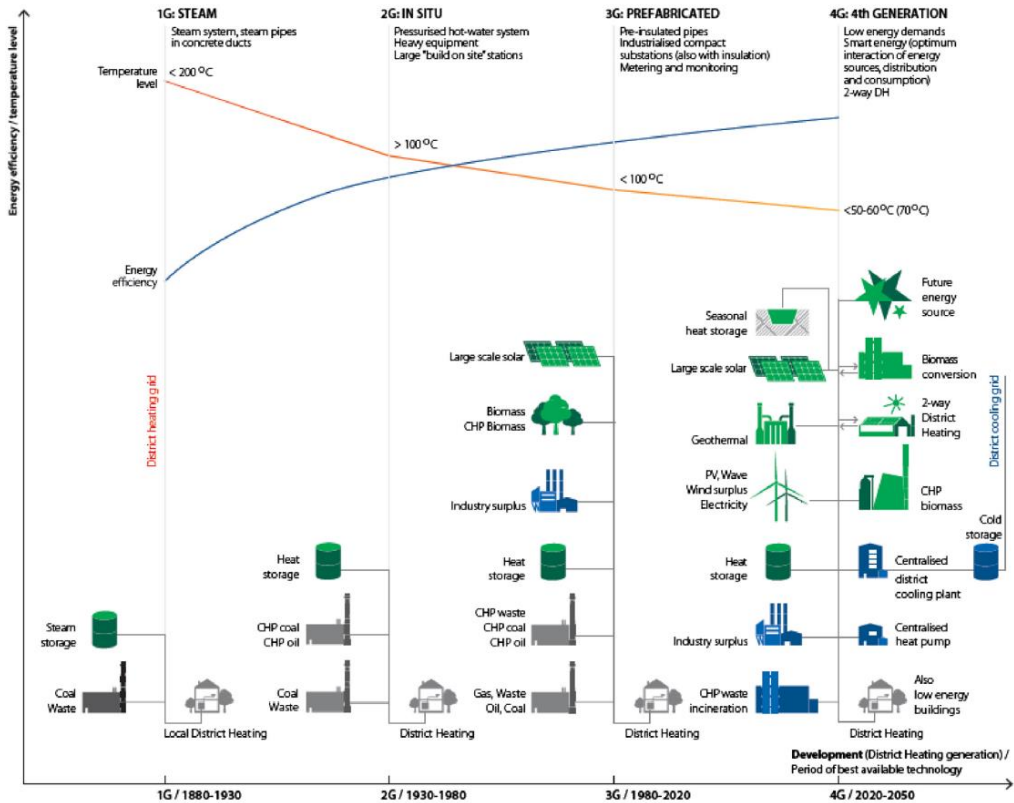 1G: STEAM
Steam system, steam pipes
in concrete ducts
2G: IN SITU
Pressurised hot-water system
Heavy equipment
Large "build on site" stations
3G: PREFABRICATED
Pre-insulated pipes
Industrialised compact
substations (also with insulation)
Metering and monitoring
4G: 4th GENERATION
Low energy demands
Smart energy (optimum
interaction of energy
sources, distribution
and consumption)
2-way DH
Energy efficiency / temperature level
Temperature
level
< 200 °C
> 100 °C
< 100 °C
<50-60 °C (70°C)
Energy
efficiency
District heating grid
Steam
storage
Coal
Waste
Local District Heating
Heat
storage
CHP coal
CHP oil
Coal
Waste
District Heating
Large scale solar
Biomass
CHP Biomass
Industry surplus
Heat
storage
CHP waste
CHP coal
CHP oil
Gas, Waste
Oil, Coal
District Heating
Seasonal
heat storage
Large scale solar
Geothermal
PV, Wave
Wind surplus
Electricity
Heat
storage
Industry surplus
CHP waste
incineration
Future
energy
source
Biomass
conversion
2-way
District
Heating
CHP
biomass
Centralised
district
cooling plant
Cold
storage
District cooling grid
Centralised
heat pump
Also
low energy
buildings
District Heating
Development (District Heating generation) /
Period of best available technology
1G / 1880-1930
2G / 1930-1980
3G / 1980-2020
4G / 2020-2050